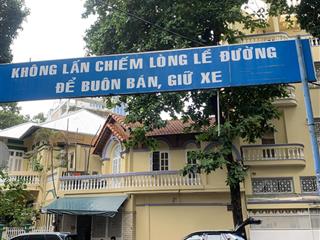 KHÔNG LẤN CHIẾM LÒNG LỀ ĐƯỜNG
ĐỂ BUÔN BÁN, GIỮ XE